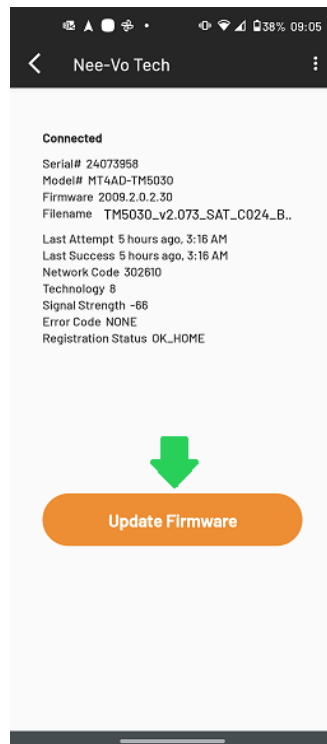 38% 09:05
Nee-Vo Tech
Connected
Serial# 24073958
Model# MT4AD-TM5030
Firmware 2009.2.0.2.30
Filename TM5030_v2.073_SAT_C024_B..
Last Attempt 5 hours ago, 3:16 AM
Last Success 5 hours ago, 3:16 AM
Network Code 302610
Technology 8
Signal Strength -66
Error Code NONE
Registration Status OK_HOME
Update Firmware